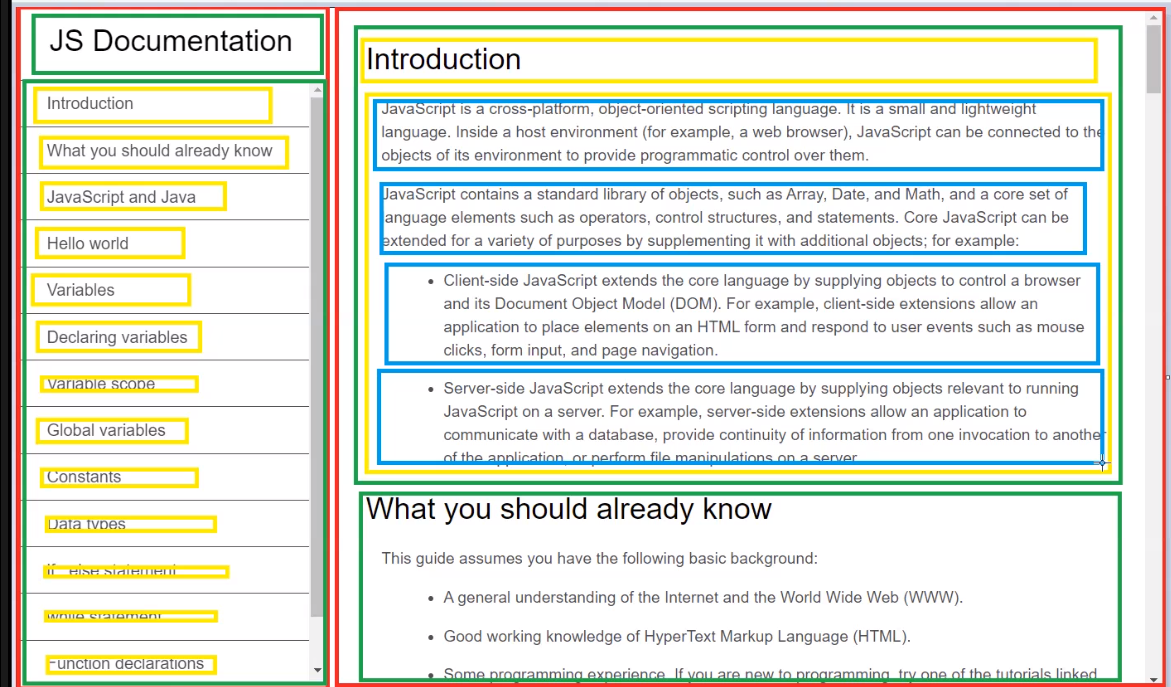 JS Documentation
Introduction
What you should already know
JavaScript and Java
Hello world
Variables
Declaring variables
Variable scope
Global variables
Constants
Data types
if...else statement
while statement
Function declarations
Introduction
JavaScript is a cross-platform, object-oriented scripting language. It is a small and lightweight
language. Inside a host environment (for example, a web browser), JavaScript can be connected to the
objects of its environment to provide programmatic control over them.
JavaScript contains a standard library of objects, such as Array, Date, and Math, and a core set of
language elements such as operators, control structures, and statements. Core JavaScript can be
extended for a variety of purposes by supplementing it with additional objects; for example:
• Client-side JavaScript extends the core language by supplying objects to control a browser
and its Document Object Model (DOM). For example, client-side extensions allow an
application to place elements on an HTML form and respond to user events such as mouse
clicks, form input, and page navigation.
• Server-side JavaScript extends the core language by supplying objects relevant to running
JavaScript on a server. For example, server-side extensions allow an application to
communicate with a database, provide continuity of information from one invocation to another
of the application, or perform file manipulations on a server.
What you should already know
This guide assumes you have the following basic background:
• A general understanding of the Internet and the World Wide Web (WWW).
• Good working knowledge of HyperText Markup Language (HTML).
• Some programming experience. If you are new to programming, try one of the tutorials linked